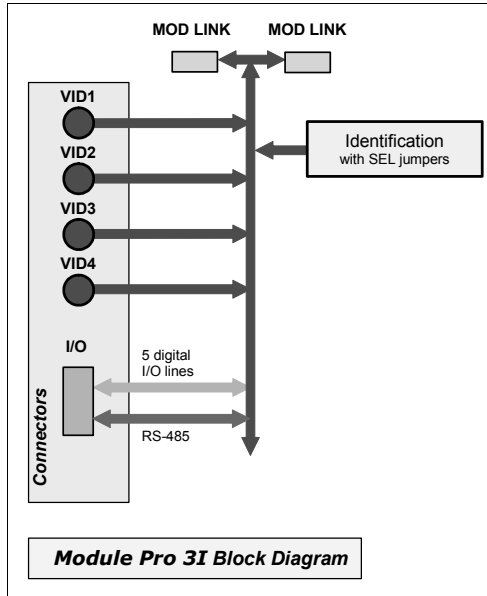 MOD LINK MOD LINK
VID1
VID2
VID3
VID4
Identification
with SEL jumpers
I/O
5 digital
I/O lines
RS-485
Connectors
Module Pro 3I Block Diagram